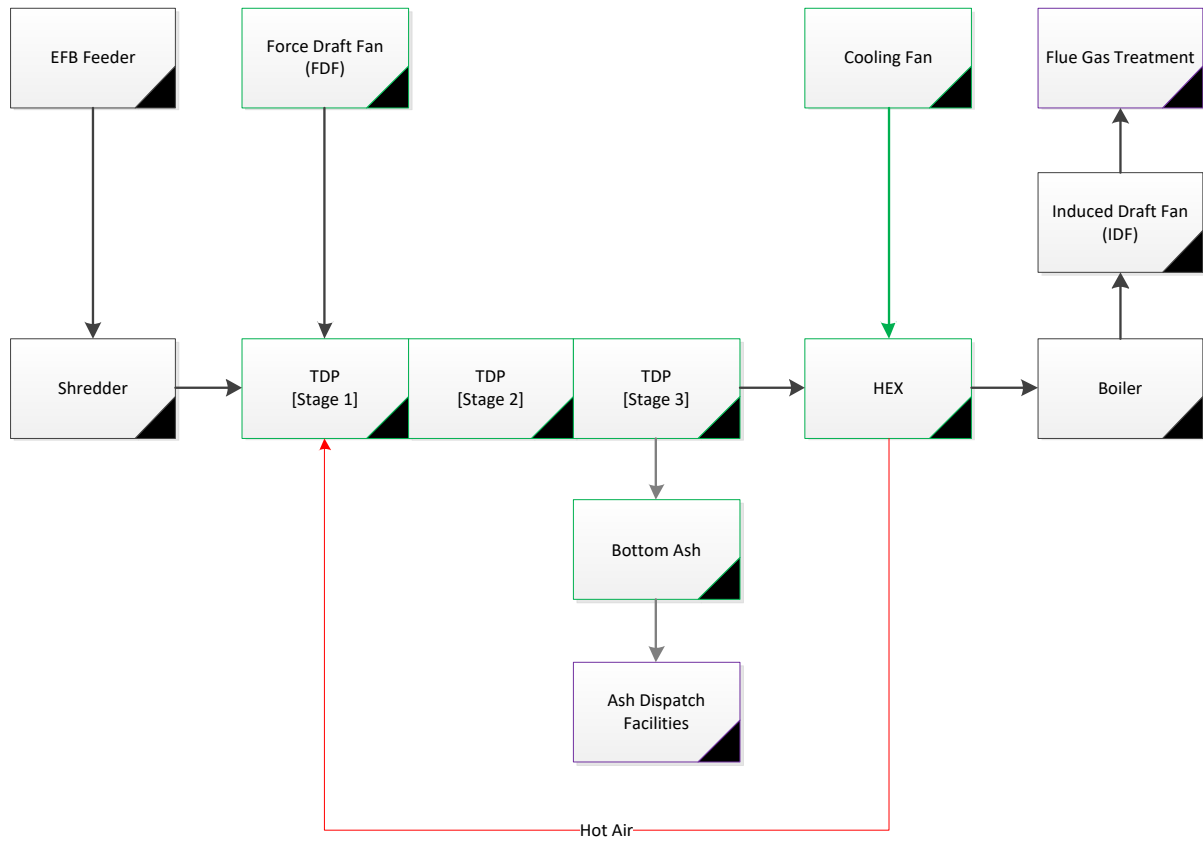 EFB Feeder
Force Draft Fan
(FDF)
Cooling Fan
Flue Gas Treatment
Induced Draft Fan
(IDF)
Shredder
TDP
[Stage 1]
TDP
[Stage 2]
TDP
[Stage 3]
HEX
Boiler
Bottom Ash
Ash Dispatch
Facilities
Hot Air